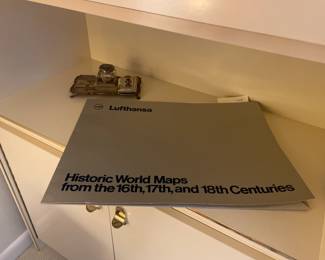 Lufthansa
Historic World Maps
from the 16th, 17th, and 18th Centuries